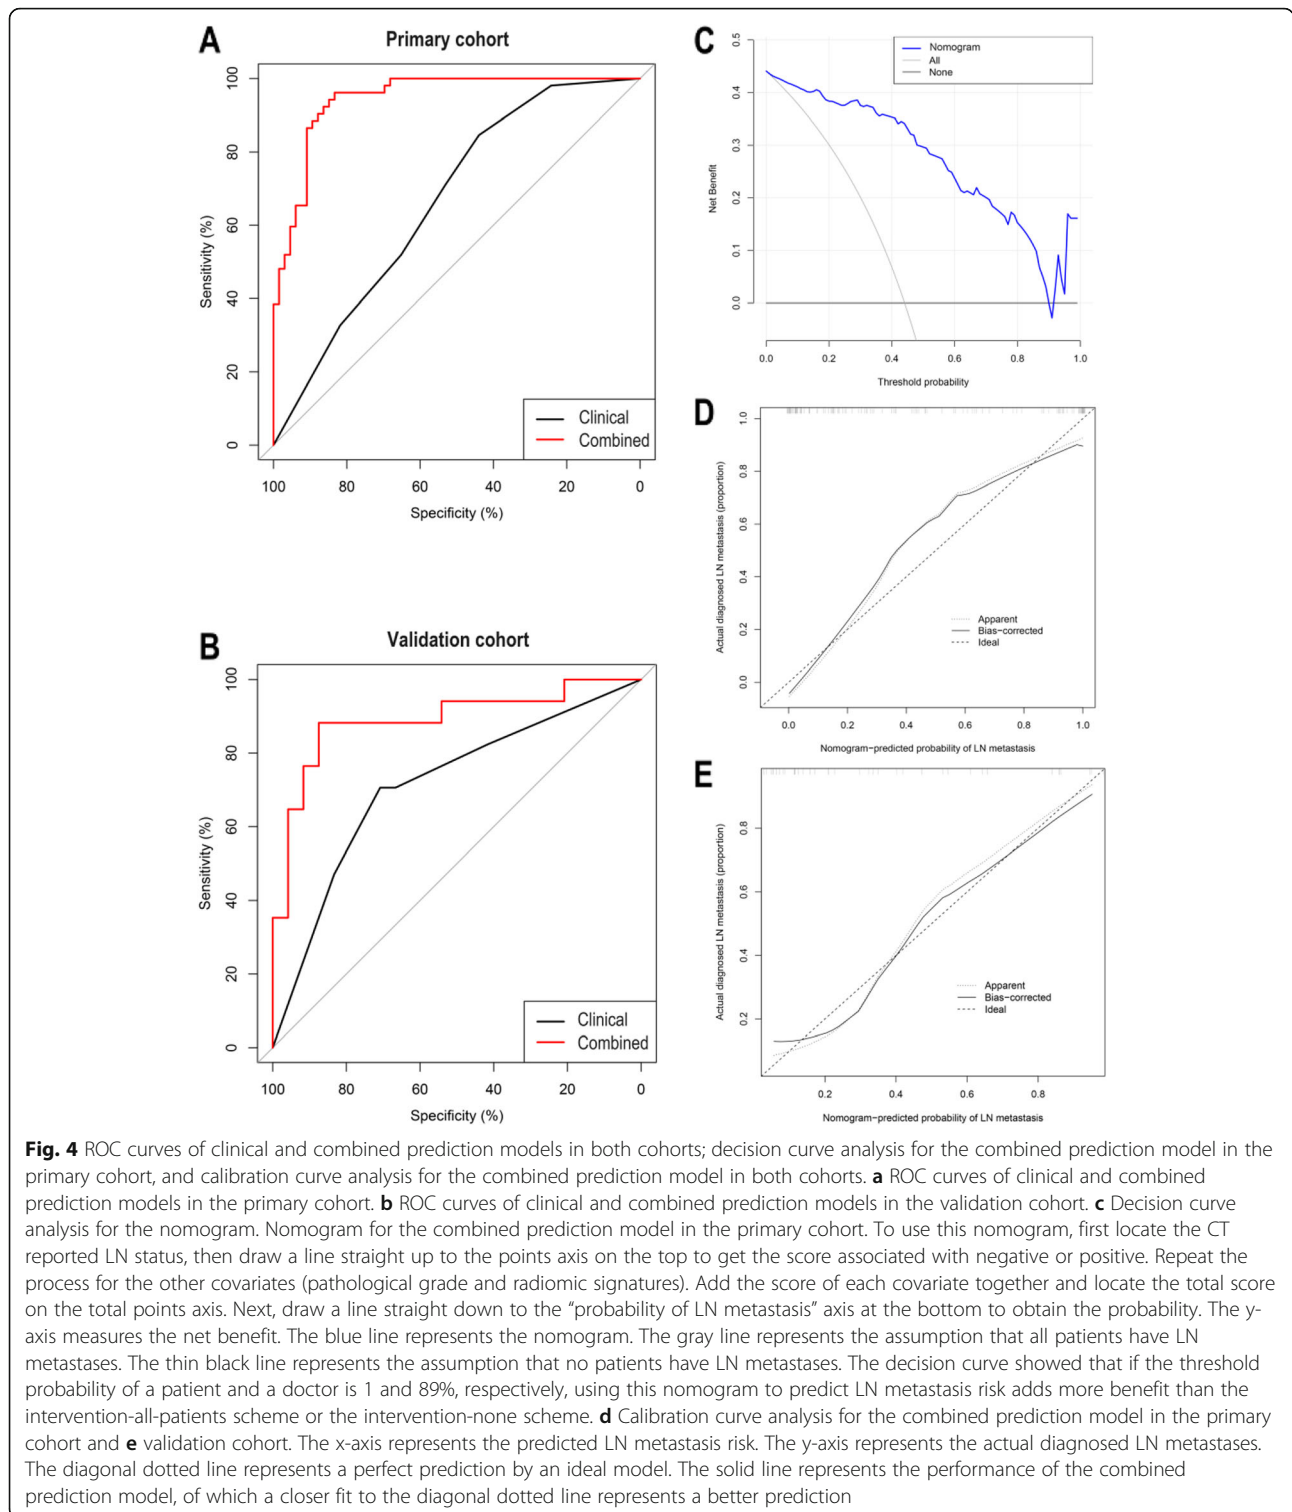 A
Primary cohort
100
80
60
40
20
0
Sensitivity (%)
Clinical
Combined
100
80
60
40
20
0
Specificity (%)
B
Validation cohort
100
80
60
40
20
0
Sensitivity (%)
Clinical
Combined
100
80
60
40
20
0
Specificity (%)
C
0.5
0.4
0.3
0.2
0.1
0.0
Net Benefit
Nomogram
All
None
0.0
0.2
0.4
0.6
0.8
1.0
Threshold probability
D
1.0
0.8
0.6
0.4
0.2
0.0
Actual diagnosed LN metastasis (proportion)
Apparent
Bias-corrected
Ideal
0.0
0.2
0.4
0.6
0.8
1.0
Nomogram-predicted probability of LN metastasis
E
0.8
0.6
0.4
0.2
Actual diagnosed LN metastasis (proportion)
Apparent
Bias-corrected
Ideal
0.2
0.4
0.6
0.8
Nomogram-predicted probability of LN metastasis
Fig. 4 ROC curves of clinical and combined prediction models in both cohorts; decision curve analysis for the combined prediction model in the
primary cohort, and calibration curve analysis for the combined prediction model in both cohorts. a ROC curves of clinical and combined
prediction models in the primary cohort. b ROC curves of clinical and combined prediction models in the validation cohort. c Decision curve
analysis for the nomogram. Nomogram for the combined prediction model in the primary cohort. To use this nomogram, first locate the CT
reported LN status, then draw a line straight up to the points axis on the top to get the score associated with negative or positive. Repeat the
process for the other covariates (pathological grade and radiomic signatures). Add the score of each covariate together and locate the total score
on the total points axis. Next, draw a line straight down to the “probability of LN metastasis” axis at the bottom to obtain the probability. The y-
axis measures the net benefit. The blue line represents the nomogram. The gray line represents the assumption that all patients have LN
metastases. The thin black line represents the assumption that no patients have LN metastases. The decision curve showed that if the threshold
probability of a patient and a doctor is 1 and 89%, respectively, using this nomogram to predict LN metastasis risk adds more benefit than the
intervention-all-patients scheme or the intervention-none scheme. d Calibration curve analysis for the combined prediction model in the primary
cohort and e validation cohort. The x-axis represents the predicted LN metastasis risk. The y-axis represents the actual diagnosed LN metastases.
The diagonal dotted line represents a perfect prediction by an ideal model. The solid line represents the performance of the combined
prediction model, of which a closer fit to the diagonal dotted line represents a better prediction